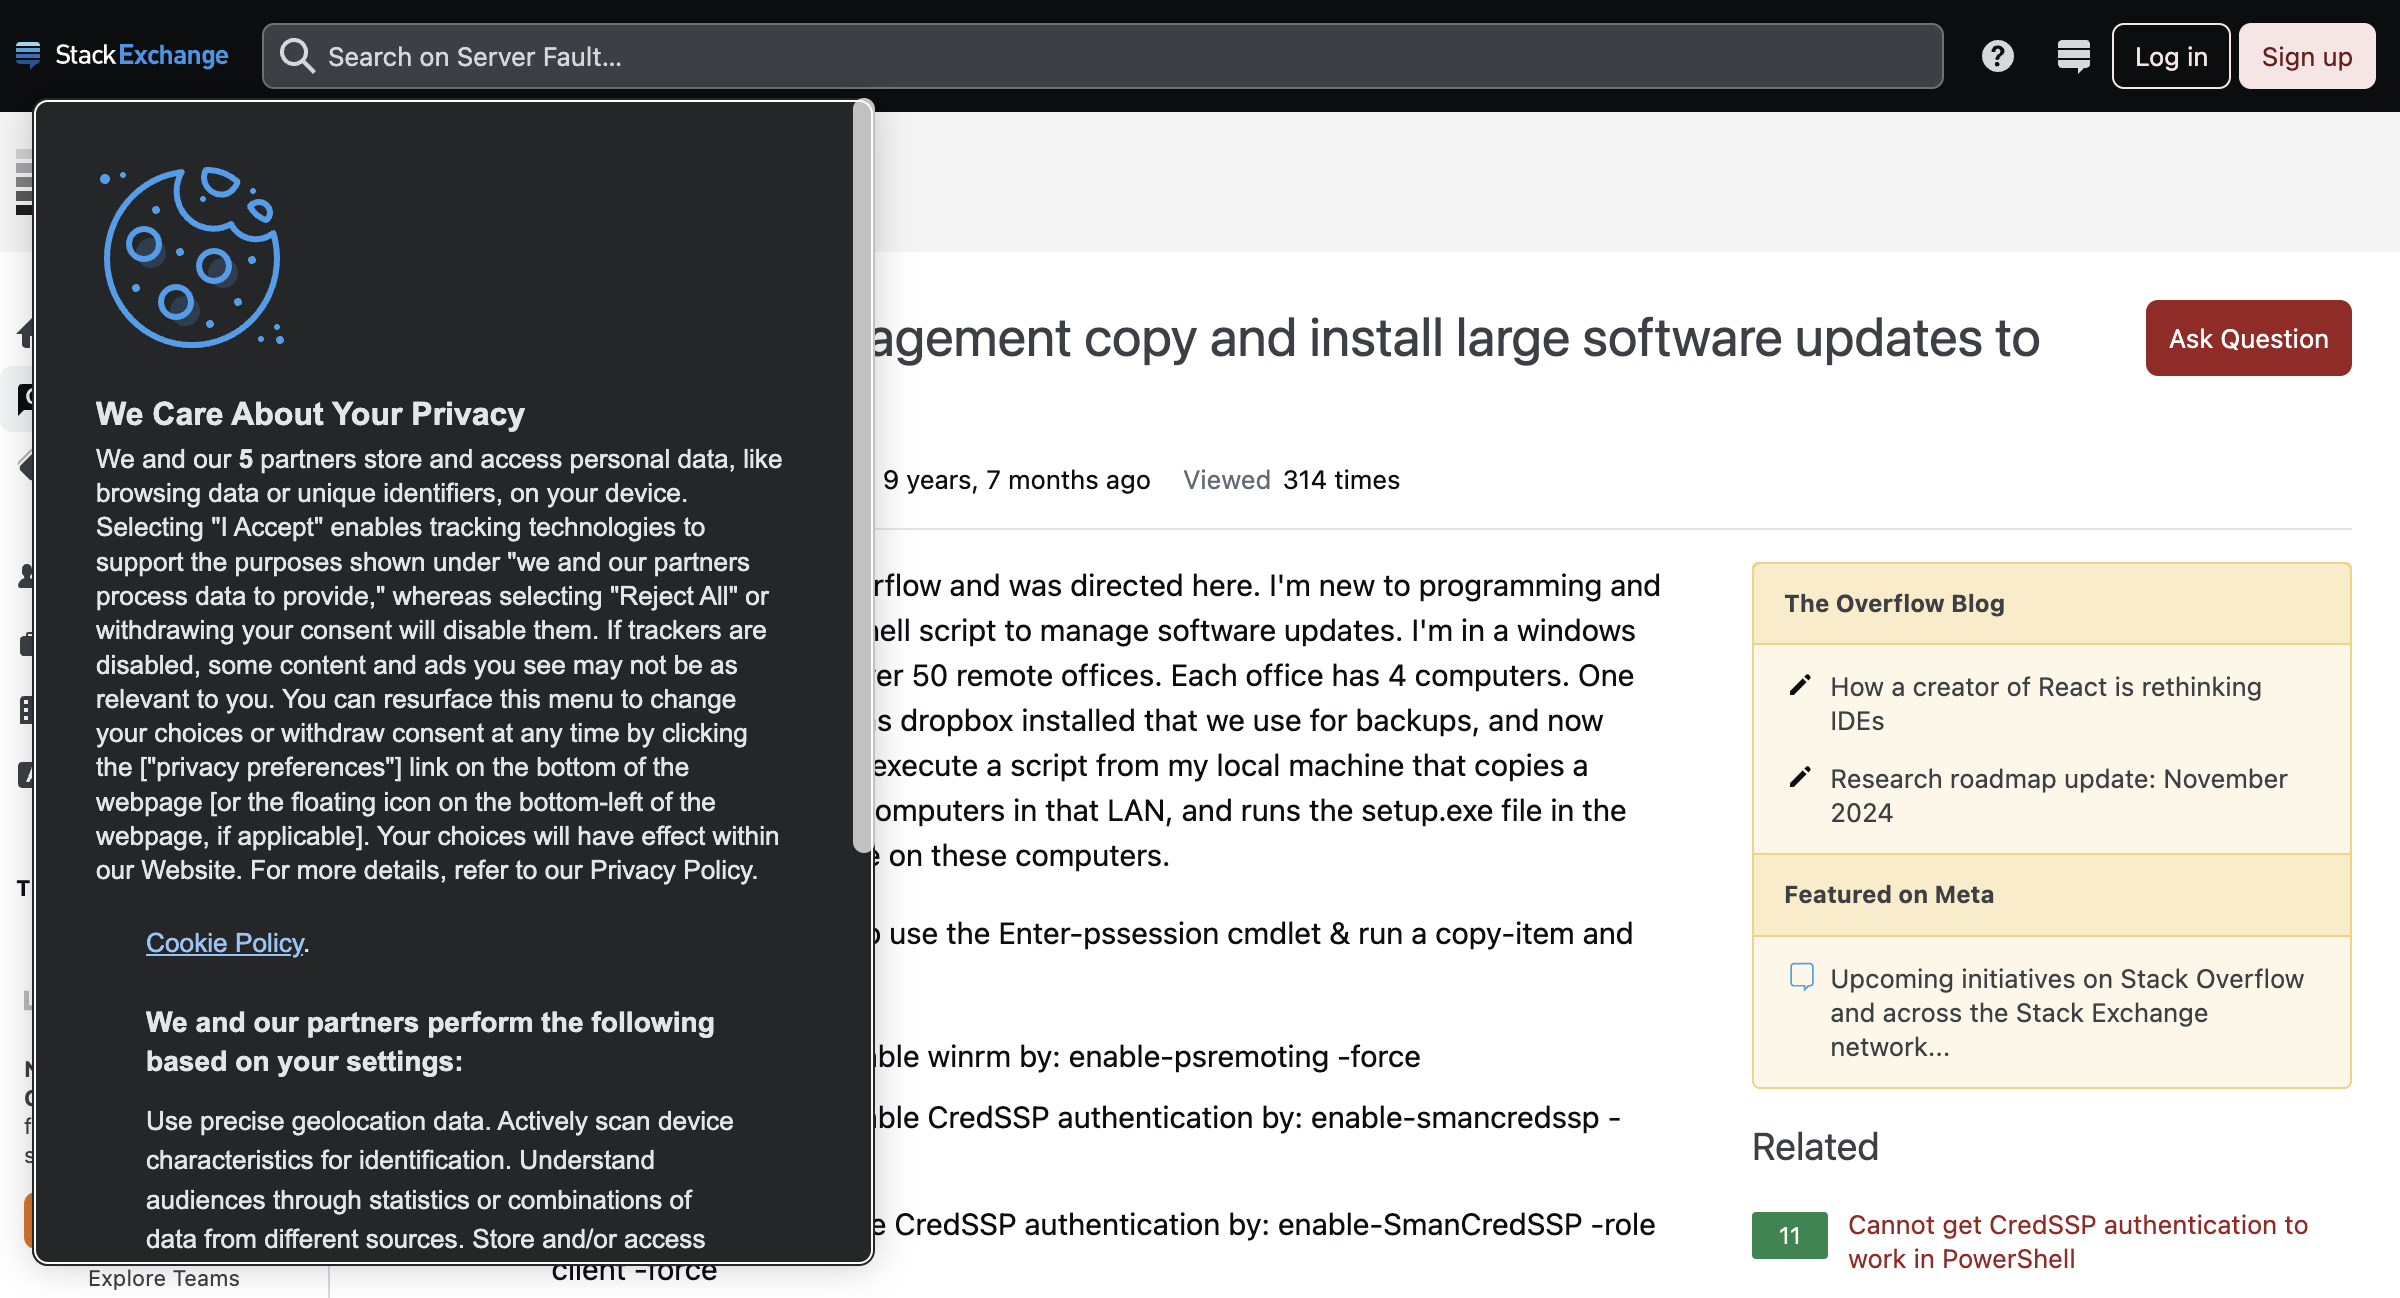 StackExchange
Search on Server Fault...
Log in
Sign up
We Care About Your Privacy
We and our 5 partners store and access personal data, like
browsing data or unique identifiers, on your device.
Selecting "I Accept" enables tracking technologies to
support the purposes shown under "we and our partners
process data to provide," whereas selecting "Reject All" or
withdrawing your consent will disable them. If trackers are
disabled, some content and ads you see may not be as
relevant to you. You can resurface this menu to change
your choices or withdraw consent at any time by clicking
the ["privacy preferences"] link on the bottom of the
webpage [or the floating icon on the bottom-left of the
webpage, if applicable]. Your choices will have effect within
our Website. For more details, refer to our Privacy Policy.
Cookie Policy.
We and our partners perform the following
based on your settings:
Use precise geolocation data. Actively scan device
characteristics for identification. Understand
audiences through statistics or combinations of
data from different sources. Store and/or access
Explore Teams
agement copy and install large software updates to
Ask Question
9 years, 7 months ago Viewed 314 times
rflow and was directed here. I'm new to programming and
ell script to manage software updates. I'm in a windows
er 50 remote offices. Each office has 4 computers. One
s dropbox installed that we use for backups, and now
execute a script from my local machine that copies a
omputers in that LAN, and runs the setup.exe file in the
on these computers.
use the Enter-pssession cmdlet & run a copy-item and
ble winrm by: enable-psremoting -force
ble CredSSP authentication by: enable-smancredssp -
e CredSSP authentication by: enable-SmanCredSSP -role
client -force
The Overflow Blog
How a creator of React is rethinking
IDEs
Research roadmap update: November
2024
Featured on Meta
Upcoming initiatives on Stack Overflow
and across the Stack Exchange
network...
Related
11
Cannot get CredSSP authentication to
work in PowerShell